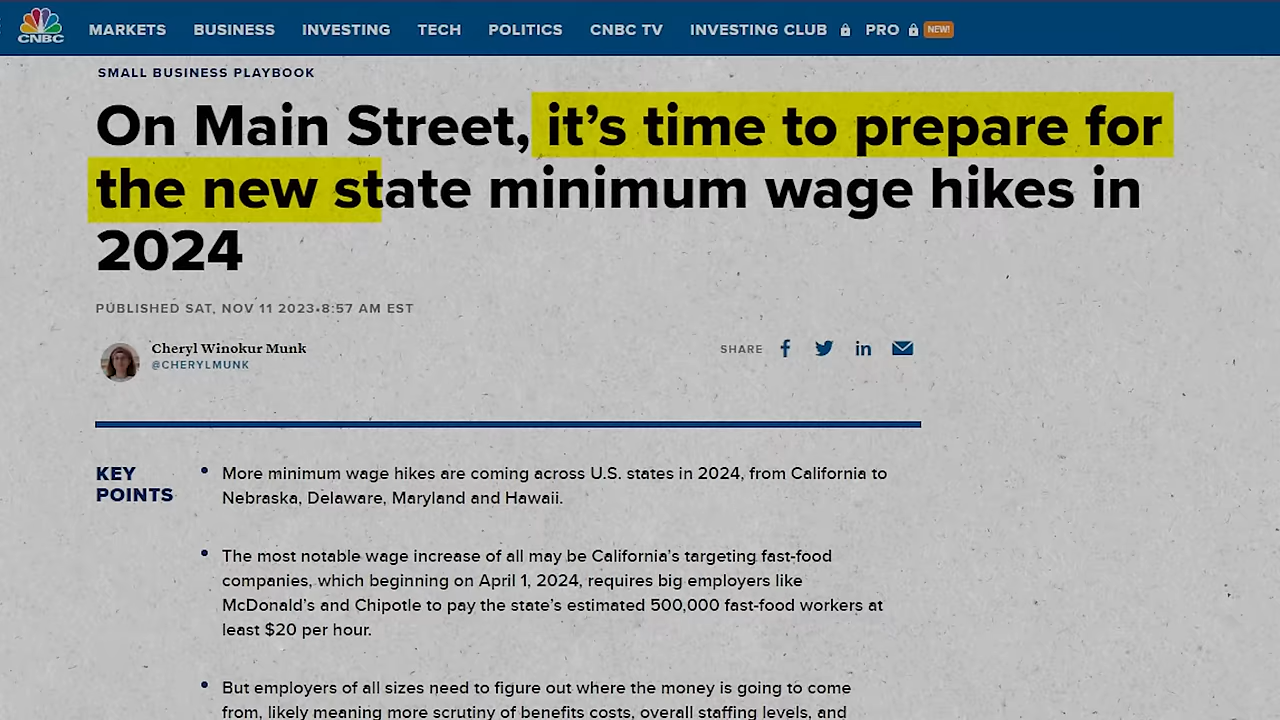 CNBC
MARKETS BUSINESS INVESTING TECH POLITICS CNBC TV INVESTING CLUB PRO NEW!
SMALL BUSINESS PLAYBOOK
On Main Street, it’s time to prepare for
the new state minimum wage hikes in
2024
PUBLISHED SAT, NOV 11 2023•8:57 AM EST
Cheryl Winokur Munk
@CHERYLMUNK
SHARE
KEY
POINTS
• More minimum wage hikes are coming across U.S. states in 2024, from California to
Nebraska, Delaware, Maryland and Hawaii.
• The most notable wage increase of all may be California’s targeting fast-food
companies, which beginning on April 1, 2024, requires big employers like
McDonald’s and Chipotle to pay the state’s estimated 500,000 fast-food workers at
least $20 per hour.
• But employers of all sizes need to figure out where the money is going to come
from, likely meaning more scrutiny of benefits costs, overall staffing levels, and